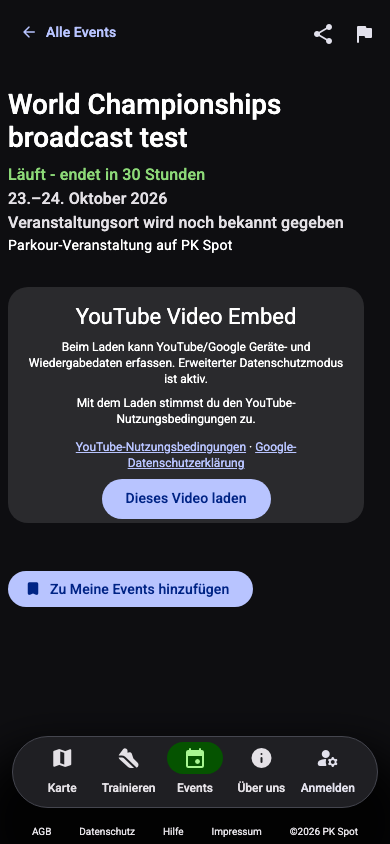 Alle Events
World Championships
broadcast test
Läuft - endet in 30 Stunden
23.–24. Oktober 2026
Veranstaltungsort wird noch bekannt gegeben
Parkour-Veranstaltung auf PK Spot
YouTube Video Embed
Beim Laden kann YouTube/Google Geräte- und
Wiedergabedaten erfassen. Erweiterter Datenschutzmodus
ist aktiv.
Mit dem Laden stimmst du den YouTube-
Nutzungsbedingungen zu.
YouTube-Nutzungsbedingungen · Google-
Datenschutzerklärung
Dieses Video laden
Zu Meine Events hinzufügen
Karte Trainieren Events Über uns Anmelden
AGB Datenschutz Hilfe Impressum ©2026 PK Spot